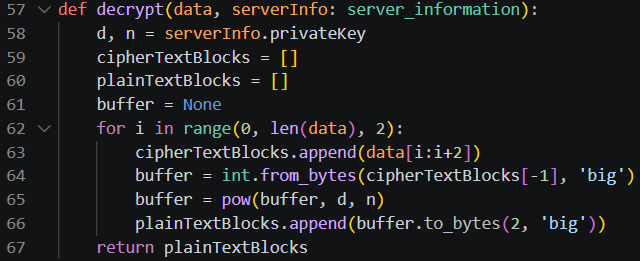 57 def decrypt(data, serverInfo: server_information):
58     d, n = serverInfo.privateKey
59     cipherTextBlocks = []
60     plainTextBlocks = []
61     buffer = None
62     for i in range(0, len(data), 2):
63         cipherTextBlocks.append(data[i:i+2])
64         buffer = int.from_bytes(cipherTextBlocks[-1], 'big')
65         buffer = pow(buffer, d, n)
66         plainTextBlocks.append(buffer.to_bytes(2, 'big'))
67     return plainTextBlocks